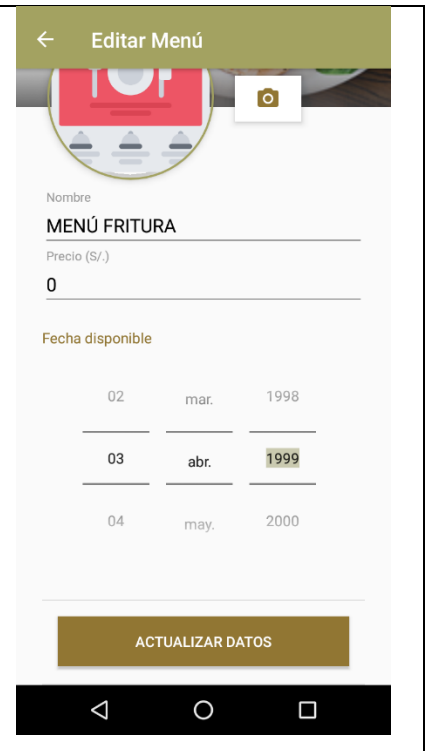 Editar Menú
Nombre
MENÚ FRITURA
Precio (S/.)
0
Fecha disponible
02 mar. 1998
03 abr. 1999
04 may. 2000
ACTUALIZAR DATOS